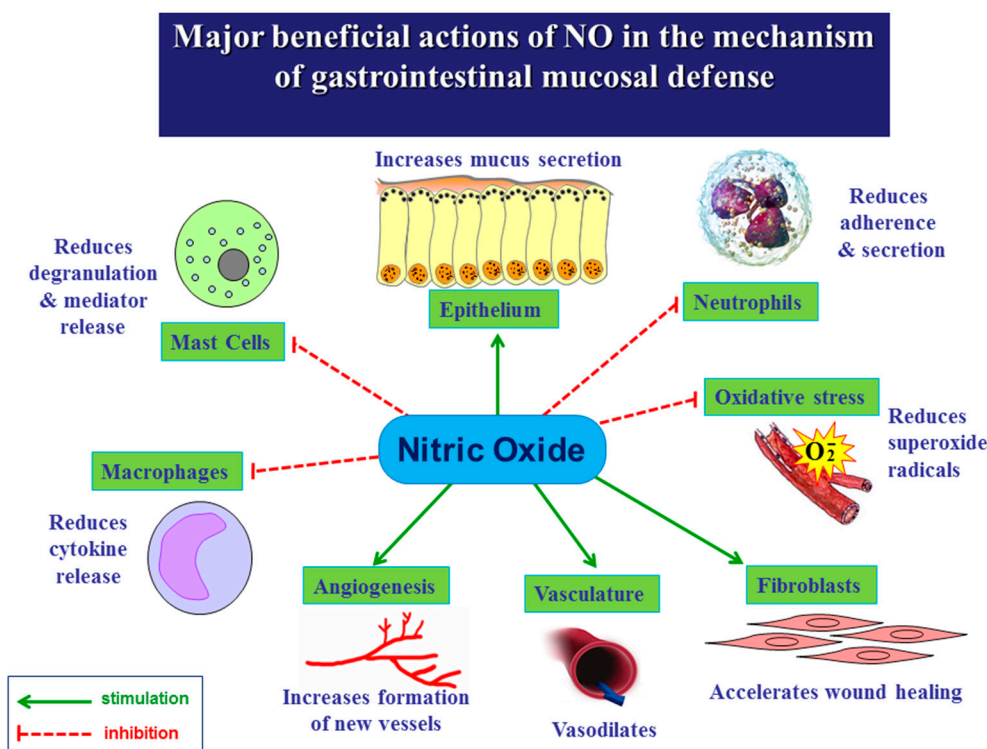 Major beneficial actions of NO in the mechanism
of gastrointestinal mucosal defense
Increases mucus secretion
Reduces
degranulation
& mediator
release
Mast Cells
Epithelium
Reduces
adherence
& secretion
Neutrophils
Oxidative stress
O₂⁻
Reduces
superoxide
radicals
Nitric Oxide
Macrophages
Reduces
cytokine
release
Angiogenesis
Increases formation
of new vessels
Vasculature
Vasodilates
Fibroblasts
Accelerates wound healing
stimulation
inhibition